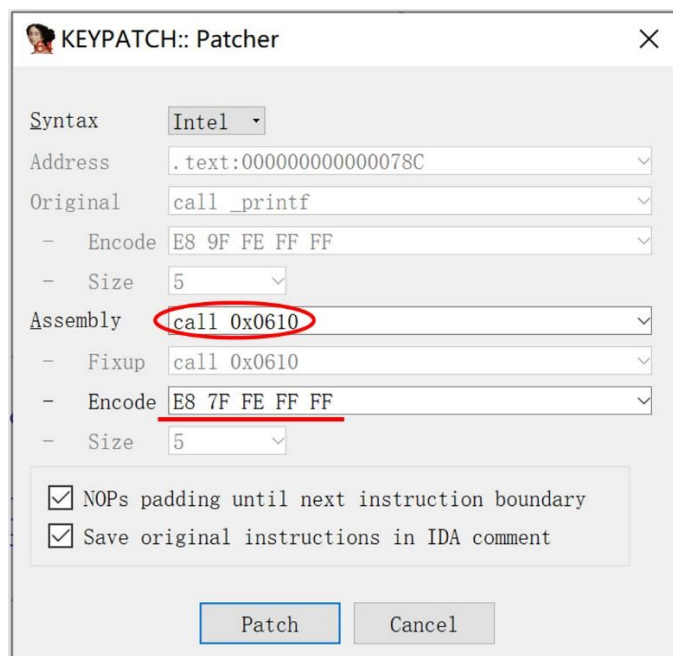 KEYPATCH:: Patcher
Syntax Intel
Address .text:000000000000078C
Original call _printf
- Encode E8 9F FE FF FF
- Size 5
Assembly call 0x0610
- Fixup call 0x0610
- Encode E8 7F FE FF FF
- Size 5
NOPs padding until next instruction boundary
Save original instructions in IDA comment
Patch Cancel